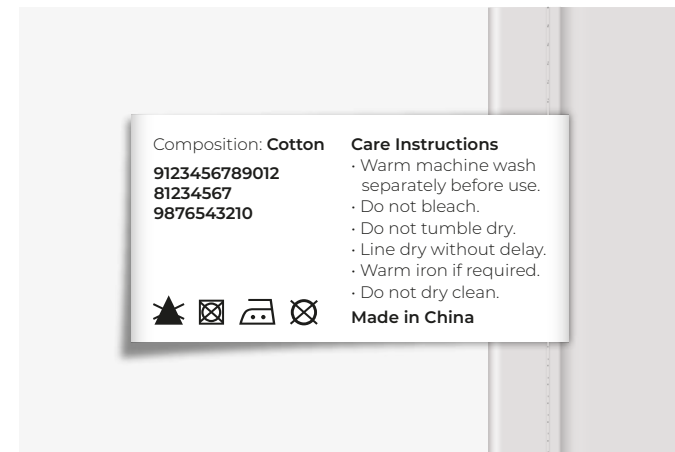 Composition: Cotton
9123456789012
81234567
9876543210
Care Instructions
· Warm machine wash
separately before use.
· Do not bleach.
· Do not tumble dry.
· Line dry without delay.
· Warm iron if required.
· Do not dry clean.
Made in China